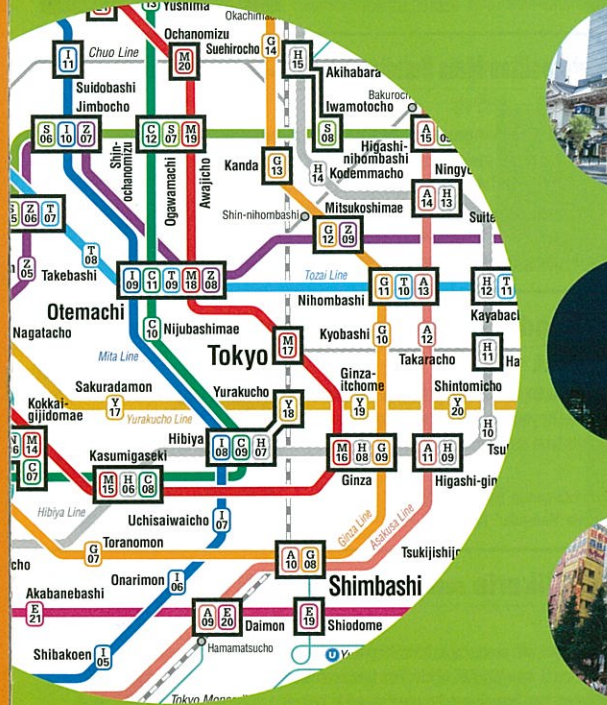 13 Yushima
Okachima
Ochanomizu
Suehirocho
G 14
H 15
Chuo Line
I 11
M 20
Akihabara
Suidobashi
Iwamotocho
Jimbocho
S 06 I 10 Z 07
C 12 S 07 M 19
S 08
A 15
Shin-ochanomizu
Ogawamachi
Awajicho
Kanda
G 13
H 14
Kodemmacho
Higashi-nihombashi
Shin-nihombashi
Mitsukoshimae
A 14 H 13
Z 06 T 07
G 12 Z 09
Z 05
T 08
Takebashi
Tozai Line
I 09 C 11 T 09 M 18 Z 08
G 11 T 10 A 13
H 12 T 11
Otemachi
Nihombashi
C 10
Nijubashimae
Nagatacho
Kyobashi
G 10
A 12
Mita Line
Tokyo
M 17
Takaracho
H 11
Ginza-itchome
Sakuradamon
Yurakucho
Shintomicho
Kokkai-gijidomae
Y 17
Yurakucho Line
Y 18
Y 19
Y 20
Hibiya
I 08 C 09 H 07
H 10
M 14
Kasumigaseki
C 07
M 15 H 06 C 08
M 16 H 08 G 09
A 11 H 09
Ginza
Higashi-gin
Hibiya Line
Uchisaiwaicho
I 07
Toranomon
Ginza Line
Asakusa Line
G 07
A 10 G 08
Tsukijishijo
cho
Onarimon
I 06
Shimbashi
Akabanebashi
E 21
A 09 E 20
Daimon
E 19
Shiodome
Hamamatsucho
Shibakoen
I 05
U